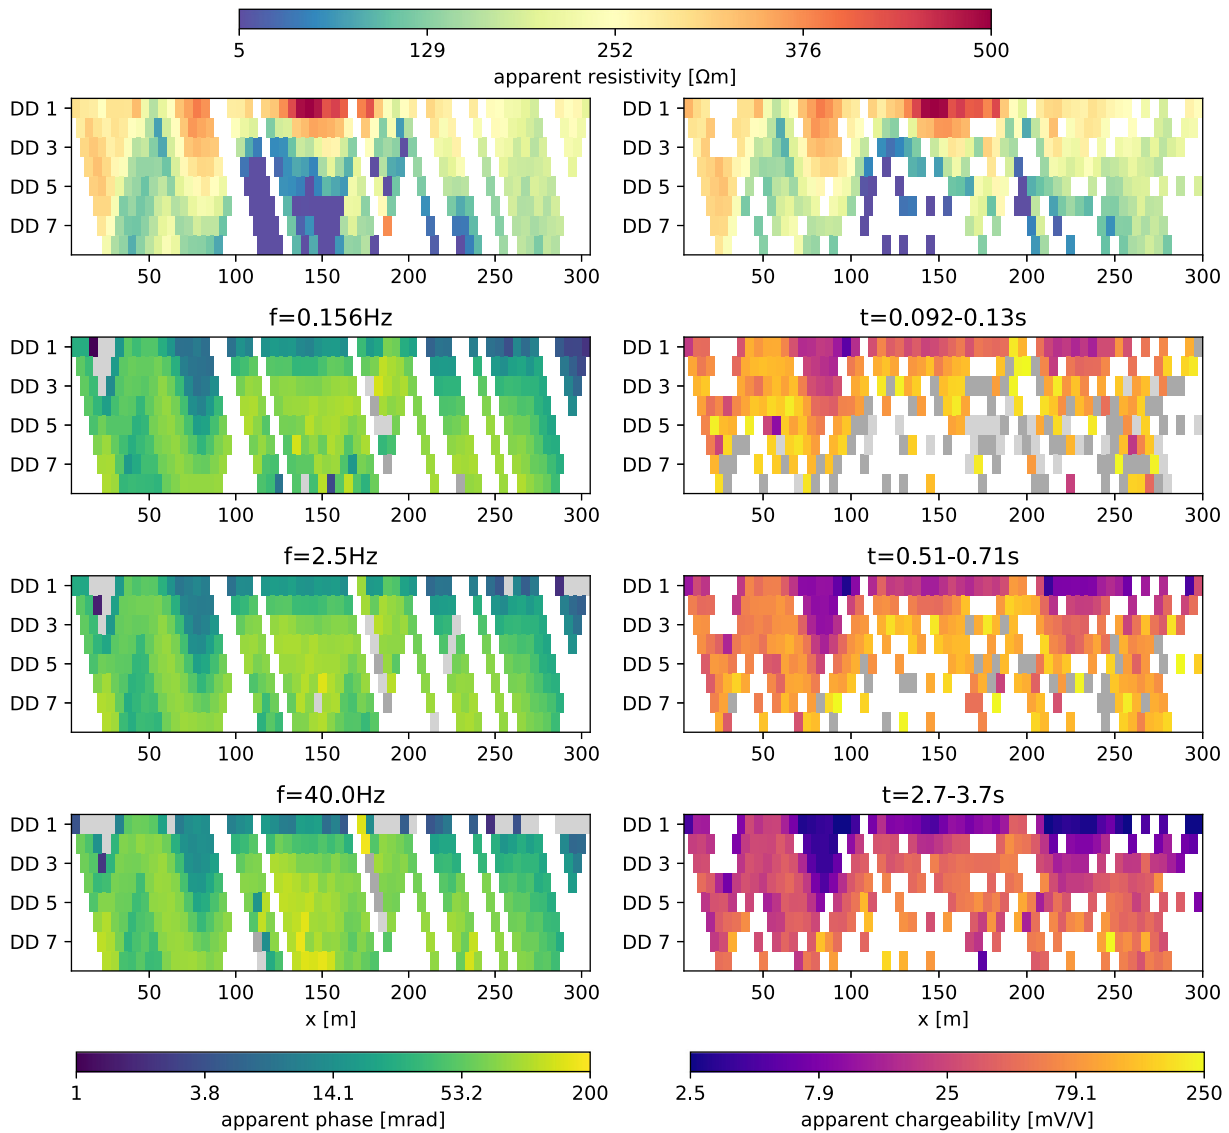 5 129 252 376 500
apparent resistivity [Ωm]
DD 1
DD 3
DD 5
DD 7
50 100 150 200 250 300
50 100 150 200 250 300
f=0.156Hz
t=0.092-0.13s
DD 1
DD 3
DD 5
DD 7
DD 1
DD 3
DD 5
DD 7
50 100 150 200 250 300
50 100 150 200 250 300
f=2.5Hz
t=0.51-0.71s
DD 1
DD 3
DD 5
DD 7
DD 1
DD 3
DD 5
DD 7
50 100 150 200 250 300
50 100 150 200 250 300
f=40.0Hz
t=2.7-3.7s
DD 1
DD 3
DD 5
DD 7
DD 1
DD 3
DD 5
DD 7
50 100 150 200 250 300
50 100 150 200 250 300
x [m]
x [m]
1 3.8 14.1 53.2 200
apparent phase [mrad]
2.5 7.9 25 79.1 250
apparent chargeability [mV/V]